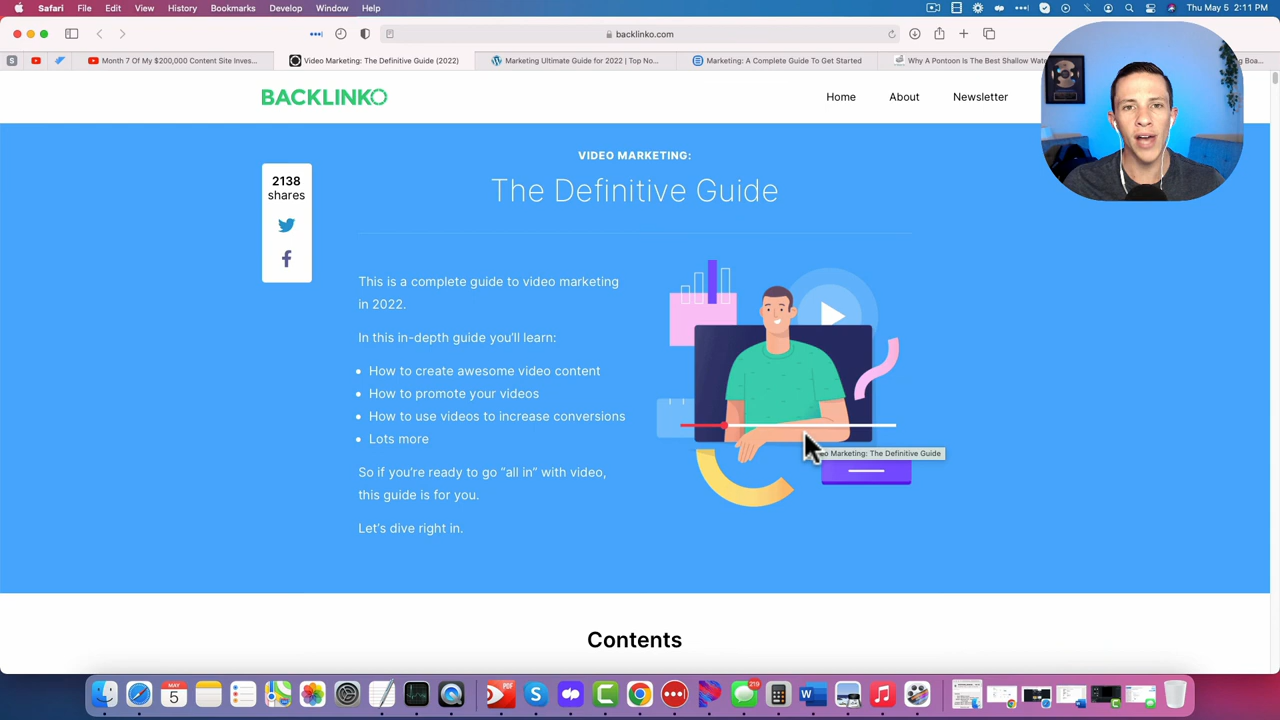 Safari File Edit View History Bookmarks Develop Window Help
Thu May 5 2:11 PM
backlinko.com
S
Month 7 Of My $200,000 Content Site Inves...
Video Marketing: The Definitive Guide (2022)
Marketing Ultimate Guide for 2022 | Top No...
Marketing: A Complete Guide To Get Started
Why A Pontoon Is The Best Shallow Wate
BACKLINKO
Home About Newsletter
2138
shares
VIDEO MARKETING:
The Definitive Guide
This is a complete guide to video marketing
in 2022.
In this in-depth guide you'll learn:
• How to create awesome video content
• How to promote your videos
• How to use videos to increase conversions
• Lots more
So if you're ready to go "all in" with video,
this guide is for you.
Let's dive right in.
eo Marketing: The Definitive Guide
Contents
MAY
5
PDF
219